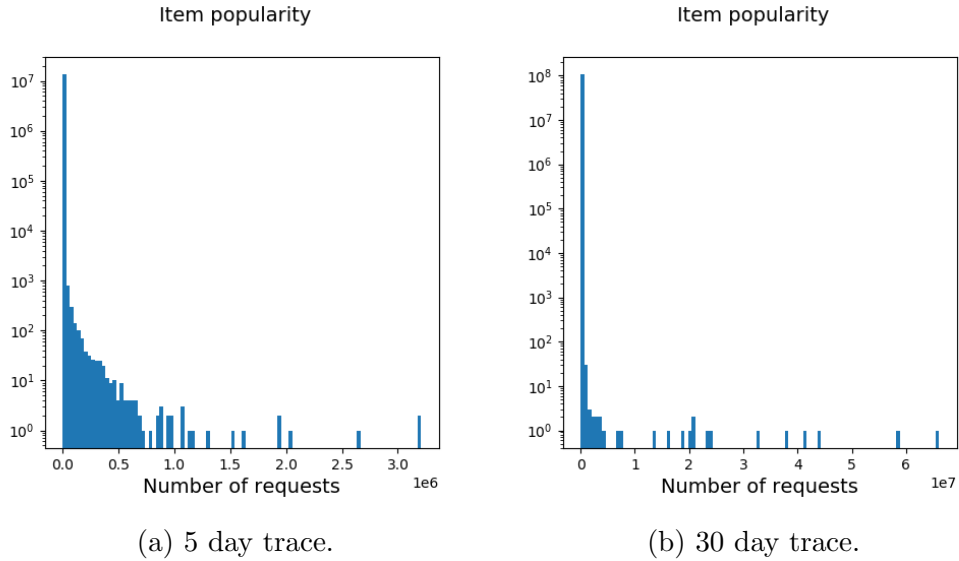 Item popularity
10^7
10^6
10^5
10^4
10^3
10^2
10^1
10^0
0.0 0.5 1.0 1.5 2.0 2.5 3.0
Number of requests 1e6
(a) 5 day trace.
Item popularity
10^8
10^7
10^6
10^5
10^4
10^3
10^2
10^1
10^0
0 1 2 3 4 5 6
Number of requests 1e7
(b) 30 day trace.